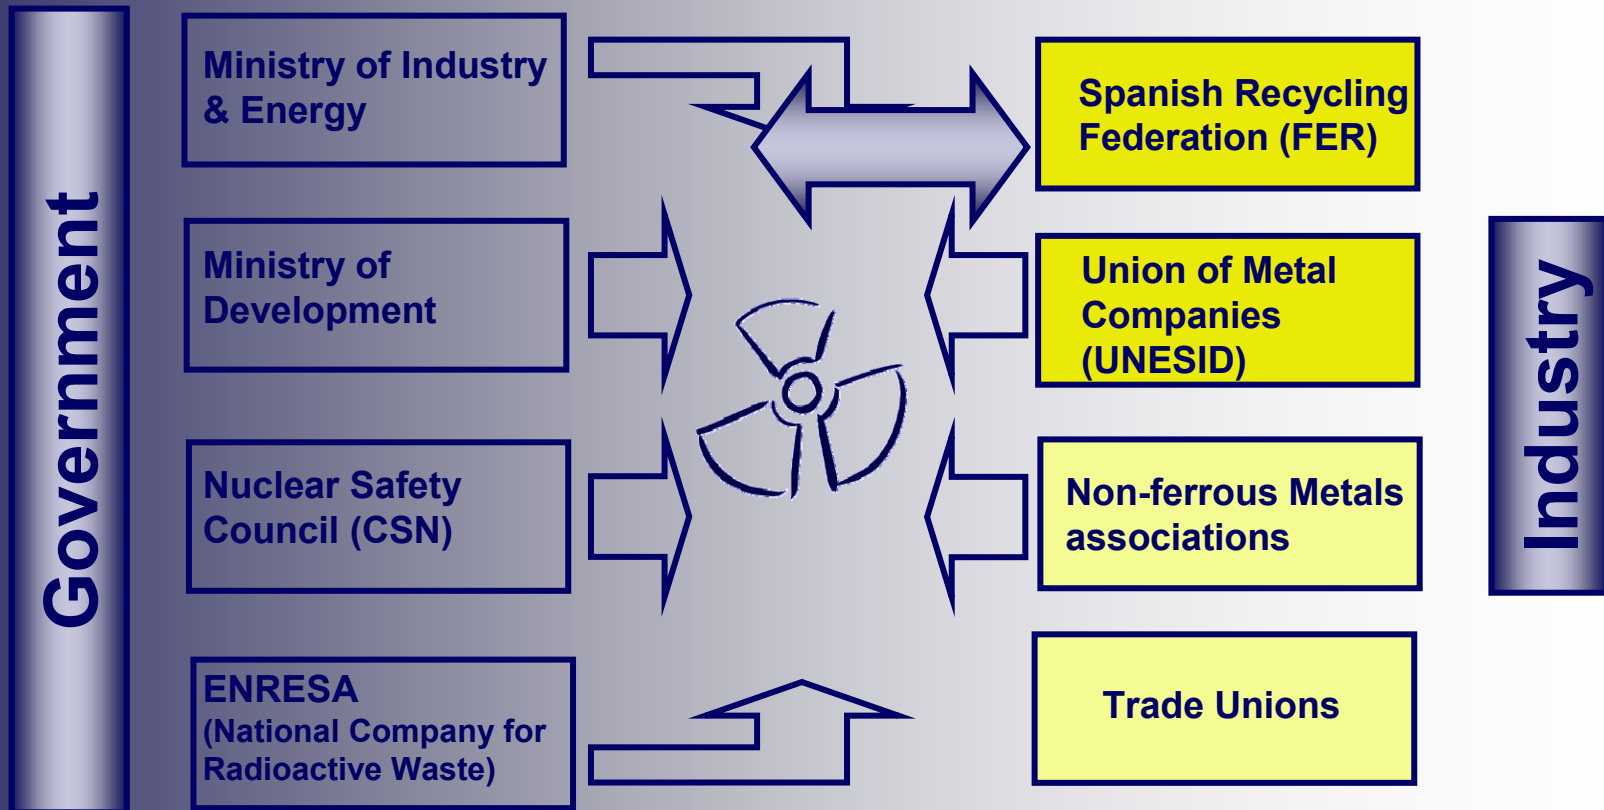 Government
Ministry of Industry
& Energy
Ministry of
Development
Nuclear Safety
Council (CSN)
ENRESA
(National Company for
Radioactive Waste)
Spanish Recycling
Federation (FER)
Union of Metal
Companies
(UNESID)
Non-ferrous Metals
associations
Trade Unions
Industry